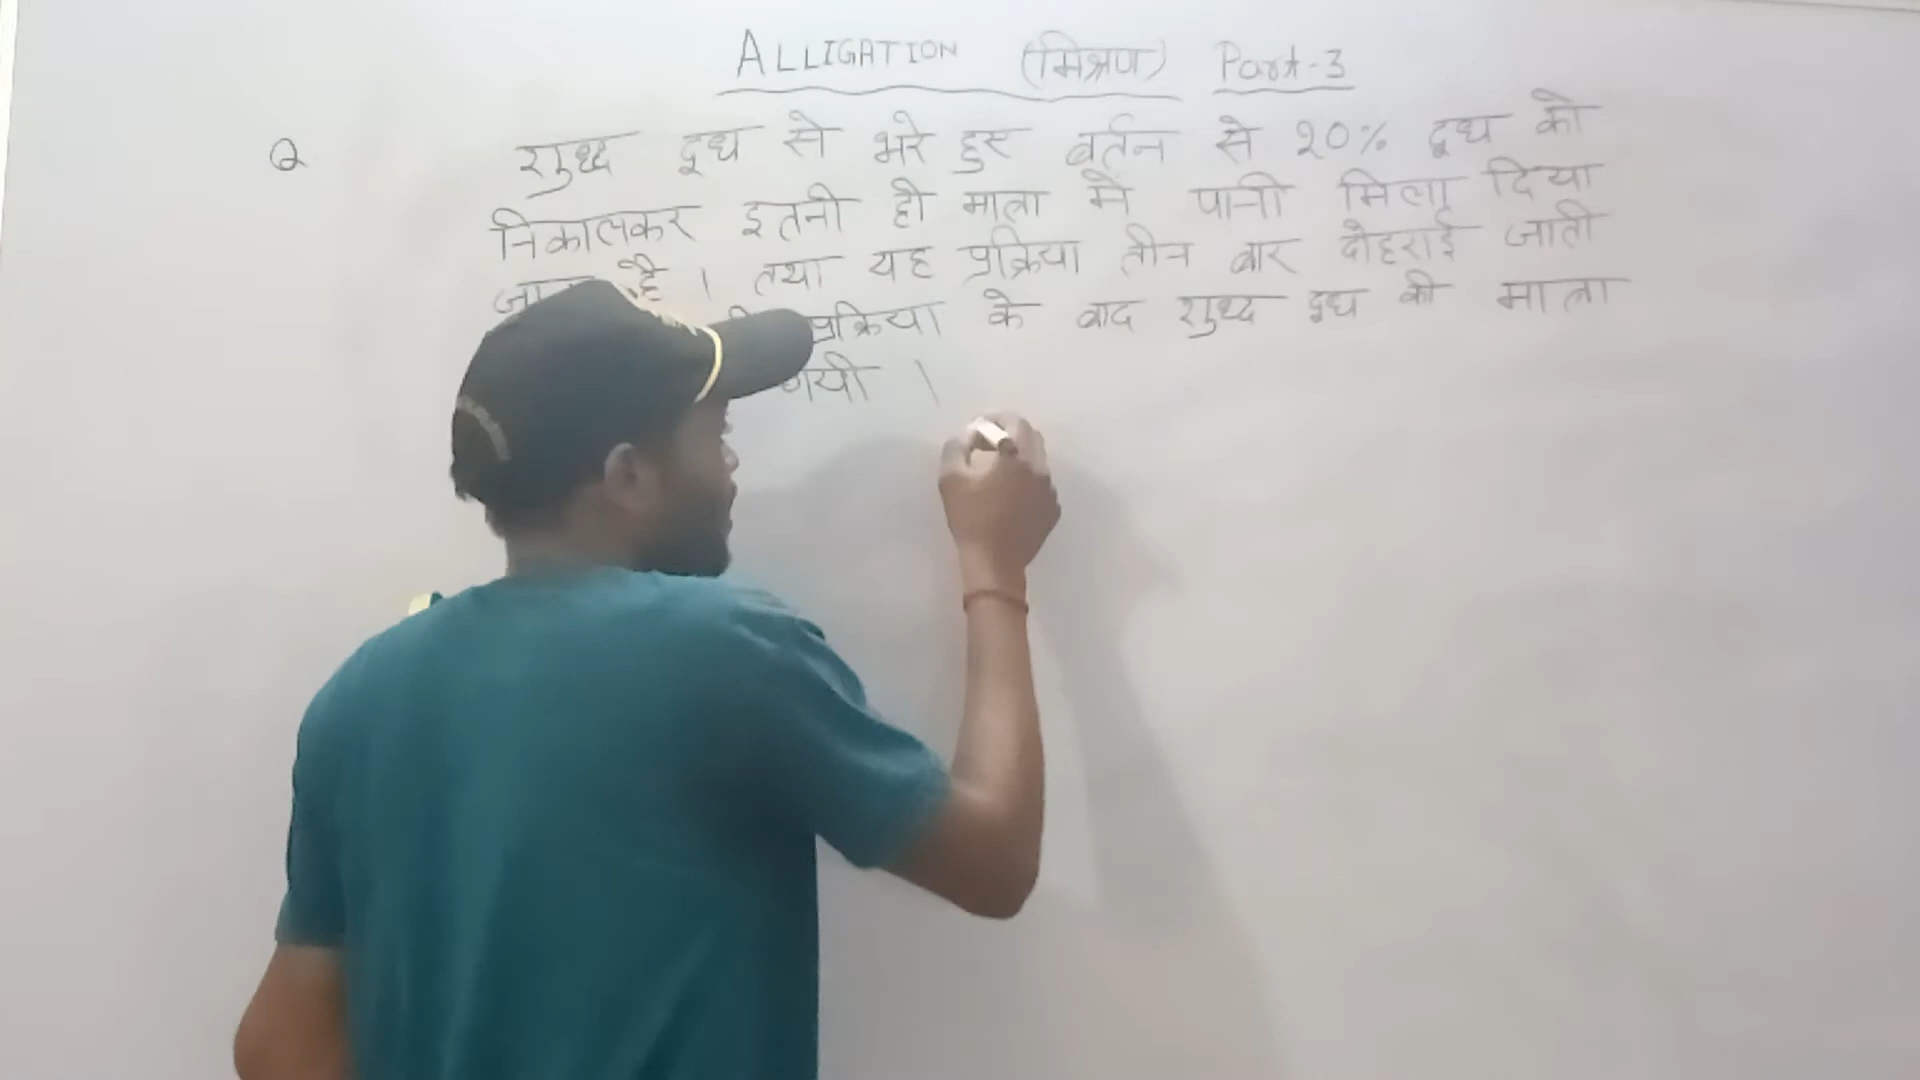 ALLIGATION (मिश्रण) Part-3
Q शुध्द दूध से भरे हुए बर्तन से 20% दूध को
निकालकर इतनी ही मात्रा में पानी मिला दिया
है । तथा यह प्रक्रिया तीन बार दोहराई जाती
प्रक्रिया के बाद शुध्द दूध की मात्रा
गयी ।